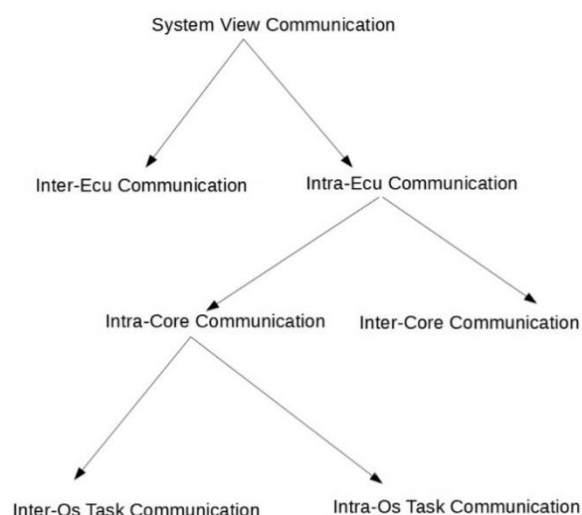 System View Communication
Inter-Ecu Communication
Intra-Ecu Communication
Intra-Core Communication
Inter-Core Communication
Inter-Os Task Communication
Intra-Os Task Communication